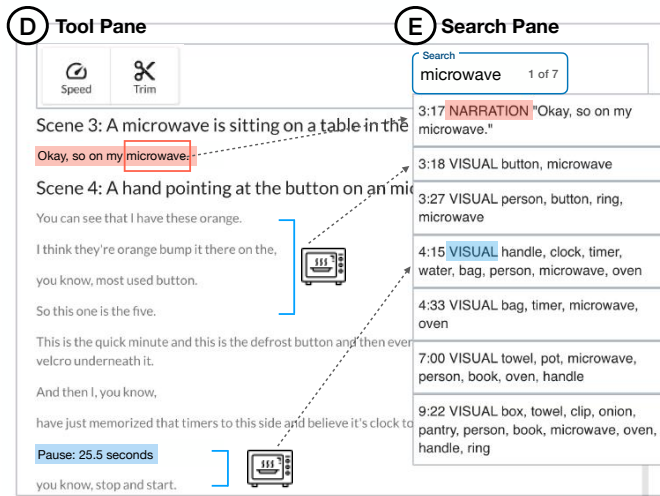 D Tool Pane
E Search Pane
Speed
Trim
Search
microwave 1 of 7
Scene 3: A microwave is sitting on a table in the
Okay, so on my microwave.
Scene 4: A hand pointing at the button on an
You can see that I have these orange.
I think they're orange bump it there on the,
you know, most used button.
So this one is the five.
This is the quick minute and this is the defrost button and then
velcro underneath it.
And then I, you know,
have just memorized that timers to this side and believe it's clock to
Pause: 25.5 seconds
you know, stop and start.
3:17 NARRATION "Okay, so on my
microwave."
3:18 VISUAL button, microwave
3:27 VISUAL person, button, ring,
microwave
4:15 VISUAL handle, clock, timer,
water, bag, person, microwave, oven
4:33 VISUAL bag, timer, microwave,
oven
7:00 VISUAL towel, pot, microwave,
person, book, oven, handle
9:22 VISUAL box, towel, clip, onion,
pantry, person, book, microwave, oven,
handle, ring